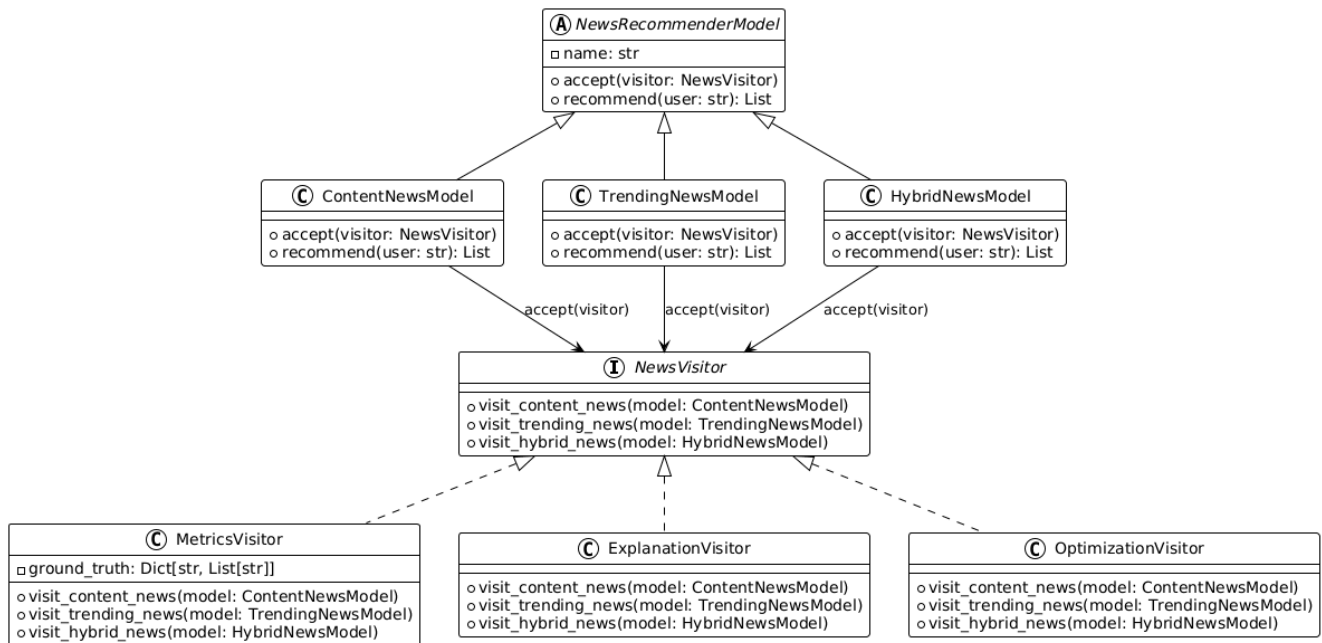 A NewsRecommenderModel
name: str
accept(visitor: NewsVisitor)
recommend(user: str): List
C ContentNewsModel
accept(visitor: NewsVisitor)
recommend(user: str): List
C TrendingNewsModel
accept(visitor: NewsVisitor)
recommend(user: str): List
C HybridNewsModel
accept(visitor: NewsVisitor)
recommend(user: str): List
accept(visitor)
accept(visitor)
accept(visitor)
I NewsVisitor
visit_content_news(model: ContentNewsModel)
visit_trending_news(model: TrendingNewsModel)
visit_hybrid_news(model: HybridNewsModel)
C MetricsVisitor
ground_truth: Dict[str, List[str]]
visit_content_news(model: ContentNewsModel)
visit_trending_news(model: TrendingNewsModel)
visit_hybrid_news(model: HybridNewsModel)
C ExplanationVisitor
visit_content_news(model: ContentNewsModel)
visit_trending_news(model: TrendingNewsModel)
visit_hybrid_news(model: HybridNewsModel)
C OptimizationVisitor
visit_content_news(model: ContentNewsModel)
visit_trending_news(model: TrendingNewsModel)
visit_hybrid_news(model: HybridNewsModel)